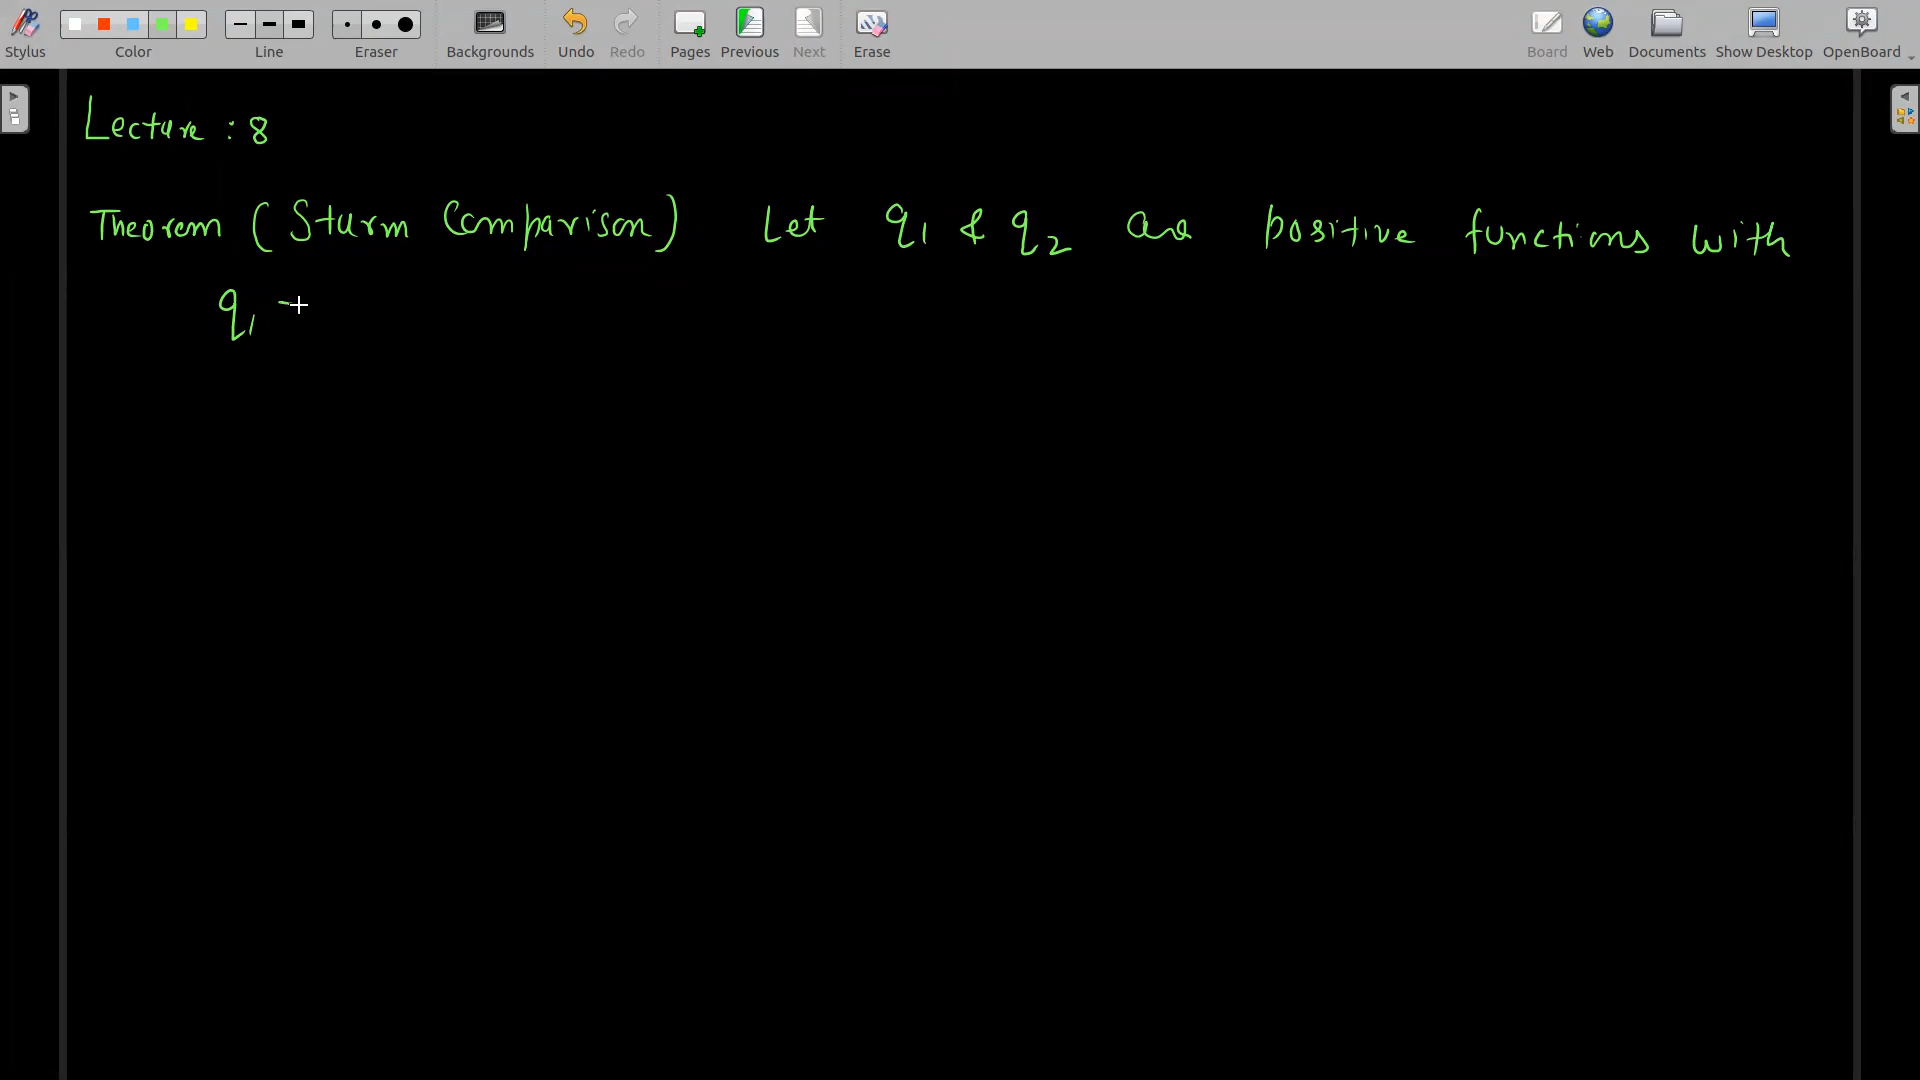 Stylus Color Line Eraser Backgrounds Undo Redo Pages Previous Next Erase Board Web Documents Show Desktop OpenBoard
Lecture : 8
Theorem (Sturm Comparison) Let q₁ & q₂ are positive functions with
q₁